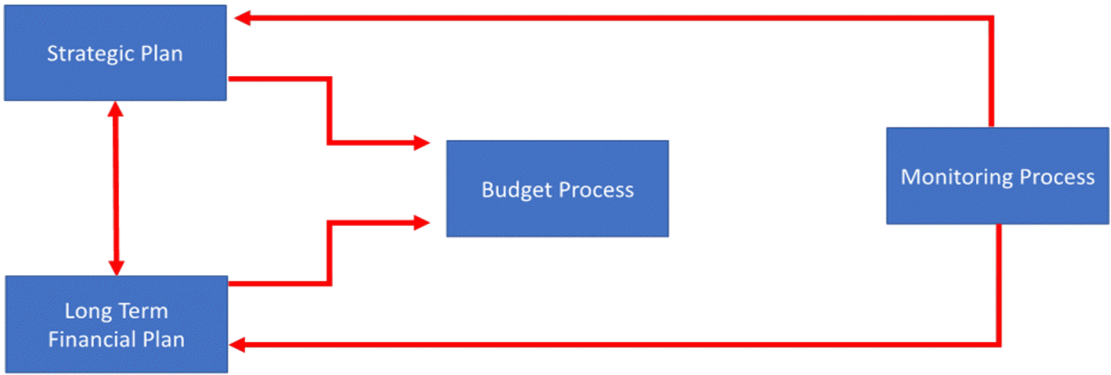 Strategic Plan
Budget Process
Monitoring Process
Long Term
Financial Plan